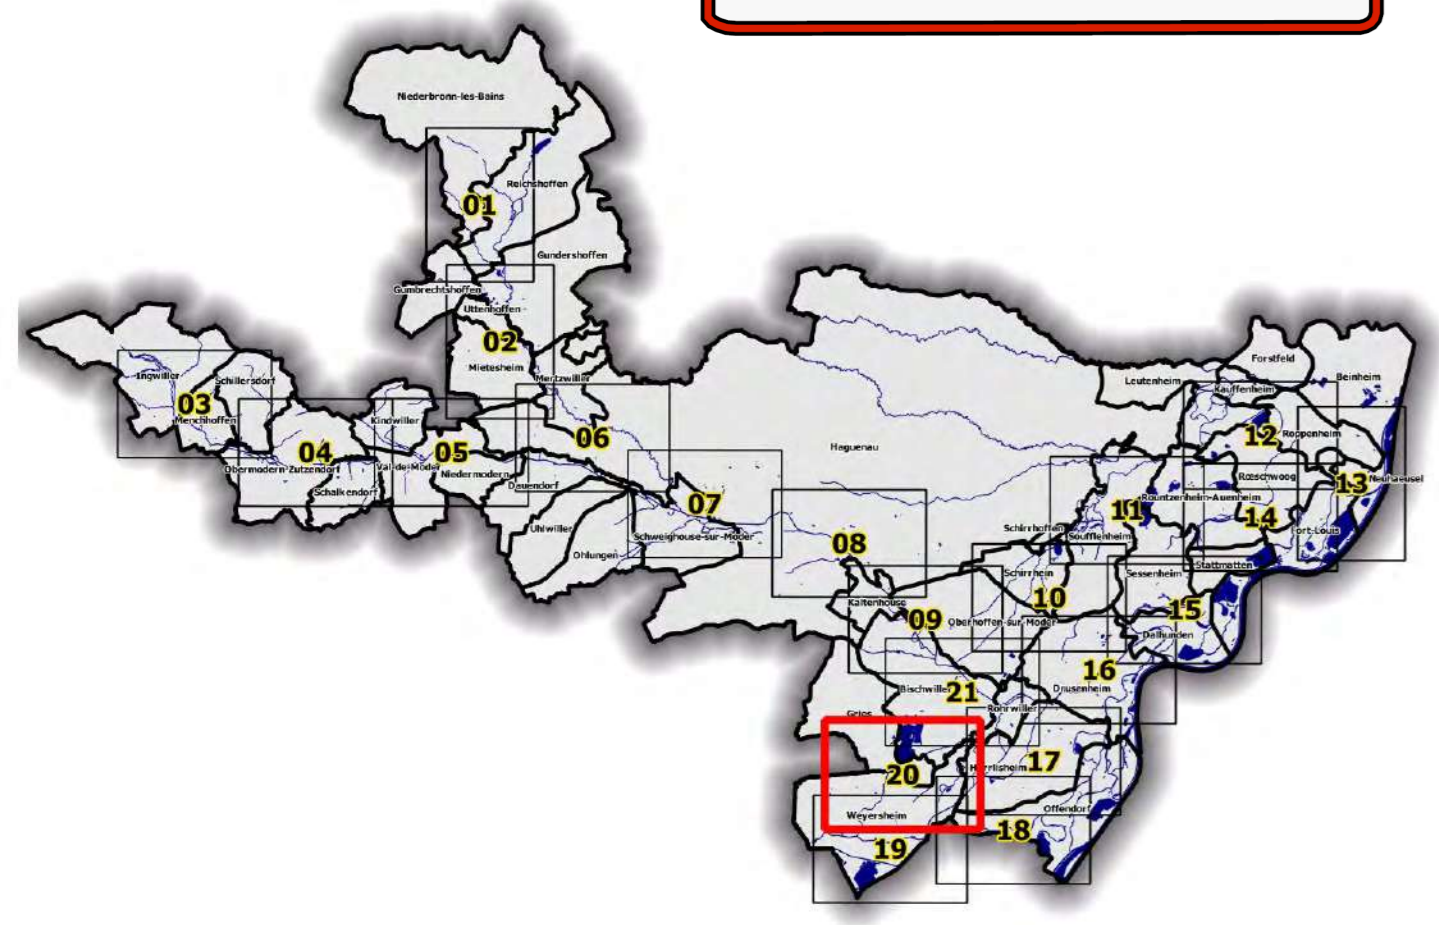 Niederbronn-les-Bains
Reichshoffen
01
Gundershoffen
Gumbrechtshoffen
Uttenhoffen
02
Mietesheim
Mertzwiller
Forstfeld
Leutenheim
Kauffenheim
Beinheim
Ingwiller
Schillersdorf
03
Menchhoffen
Kindwiller
04
05
06
Obermodern-Zutzendorf
Val-de-Moder
Niedermodern
Schalkendorf
Dauendorf
Haguenau
12
Roppenheim
Rœschwoog
13
Neuhaeusel
07
Uhlwiller
Ohlungen
Schweighouse-sur-Moder
08
Schirrhoffen
11
Rountzenheim-Auenheim
Soufflenheim
14
Fort-Louis
Stattmatten
Schirrhein
Sessenheim
10
Kaltenhouse
09
Oberhoffen-sur-Moder
15
Dalhunden
16
Bischwiller
21
Drusenheim
Rohrwiller
Gries
20
Herrlisheim
17
Weyersheim
Offendorf
18
19